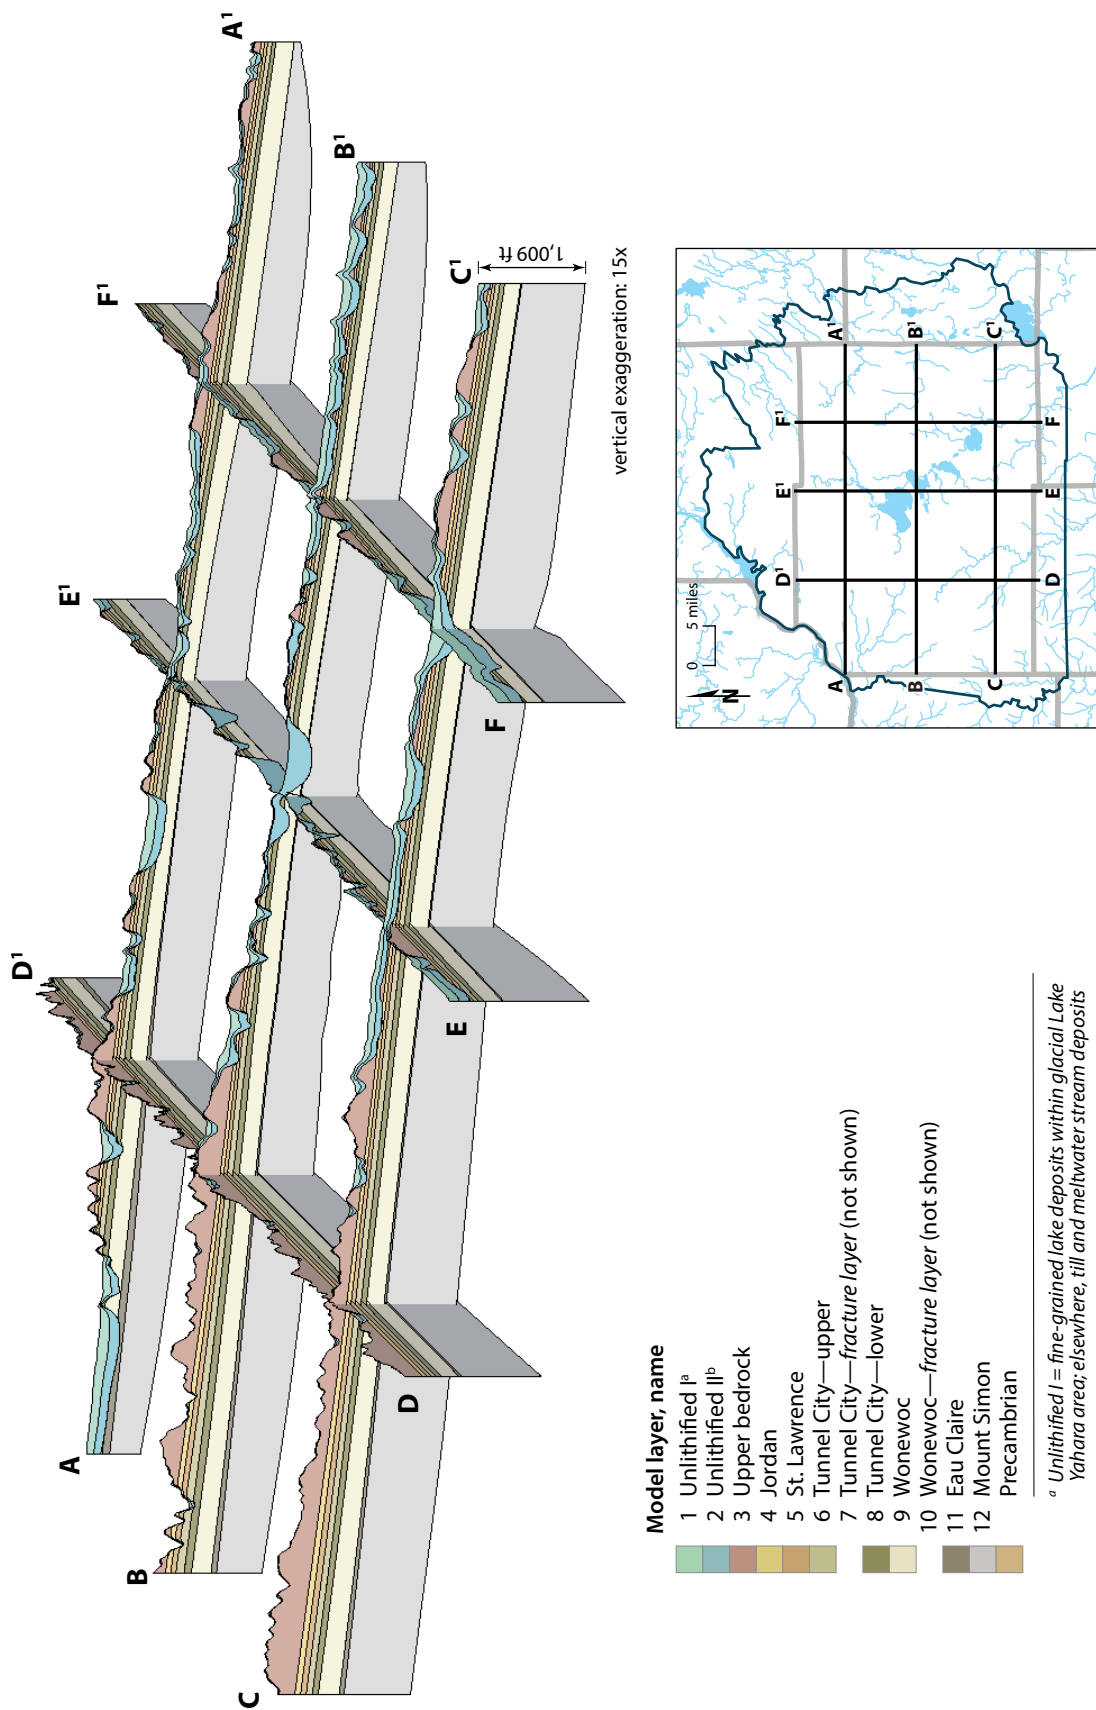 A
A¹
B
B¹
C
C¹
D
D¹
E
E¹
F
F¹
1,009 ft
vertical exaggeration: 15x
Model layer, name
1 Unlithified Iᵃ
2 Unlithified IIᵇ
3 Upper bedrock
4 Jordan
5 St. Lawrence
6 Tunnel City—upper
7 Tunnel City—fracture layer (not shown)
8 Tunnel City—lower
9 Wonewoc
10 Wonewoc—fracture layer (not shown)
11 Eau Claire
12 Mount Simon
Precambrian
ᵃ Unlithified I = fine-grained lake deposits within glacial Lake
Yahara area; elsewhere, till and meltwater stream deposits
N
0 5 miles
D¹
E¹
F¹
A
A¹
B
B¹
C
C¹
D
E
F